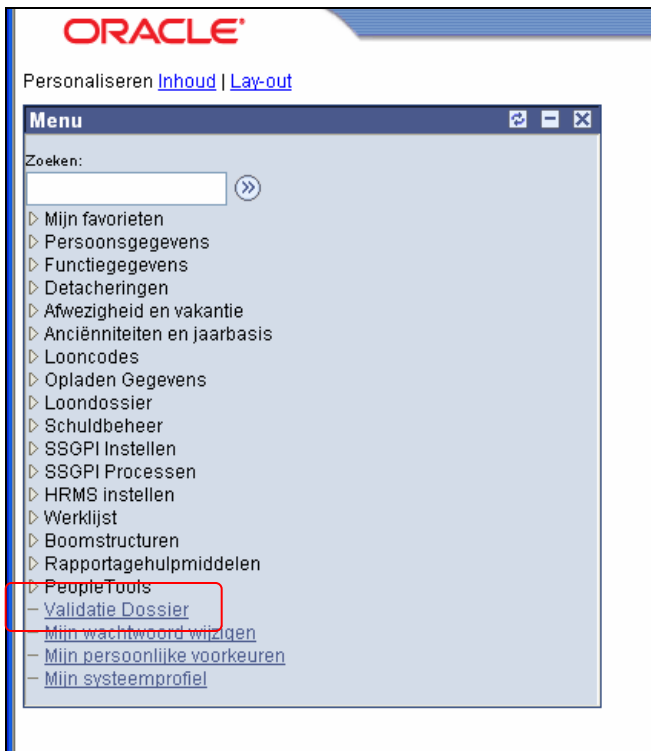 ORACLE'
Personaliseren Inhoud | Lay-out
Menu
Zoeken:
Mijn favorieten
Persoonsgegevens
Functiegegevens
Detacheringen
Afwezigheid en vakantie
Anciënniteiten en jaarbasis
Looncodes
Opladen Gegevens
Loondossier
Schuldbeheer
SSGPI Instellen
SSGPI Processen
HRMS instellen
Werklijst
Boomstructuren
Rapportagehulpmiddelen
PeopleTools
Validatie Dossier
Mijn wachtwoord wijzigen
Mijn persoonlijke voorkeuren
Mijn systeemprofiel